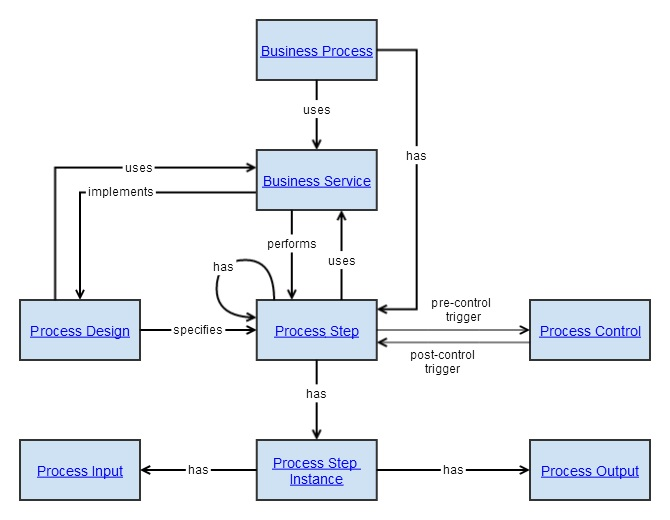 Business Process
uses
has
Business Service
uses
implements
performs
uses
has
Process Design
specifies
Process Step
pre-control
trigger
post-control
trigger
Process Control
has
Process Input
has
Process Step
Instance
has
Process Output